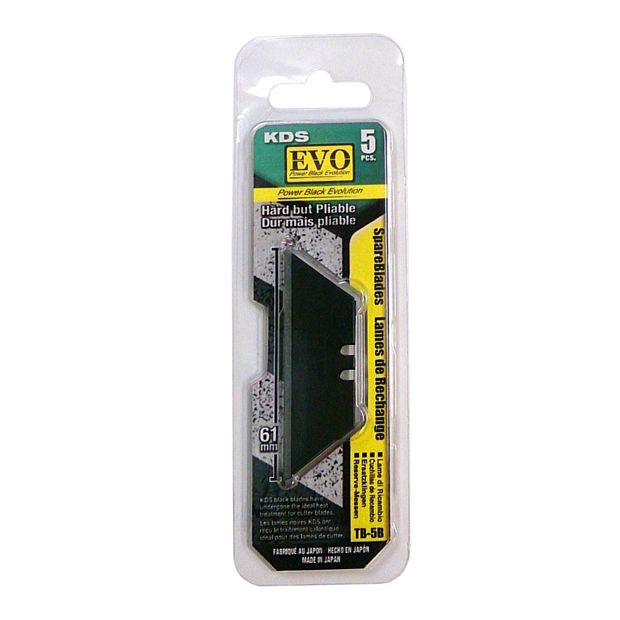 KDS
5
PCS.
EVO
Power Black Evolution
Power Black Evolution
Hard but Pliable
Dur mais pliable
SpareBlades Lames de Rechange
61
mm
Lame di Ricambio
Cuchillas de Recambio
Ersatzklingen
Reserve-Messen
TB-5B
KDS black blades have
undergone the ideal heat
treatment for cutter blades.
Les lames noires KDS ont
reçu le traitement calorifique
idéal pour des lames de cutter.
FABRIQUÉ AU JAPON · HECHO EN JAPÓN
MADE IN JAPAN